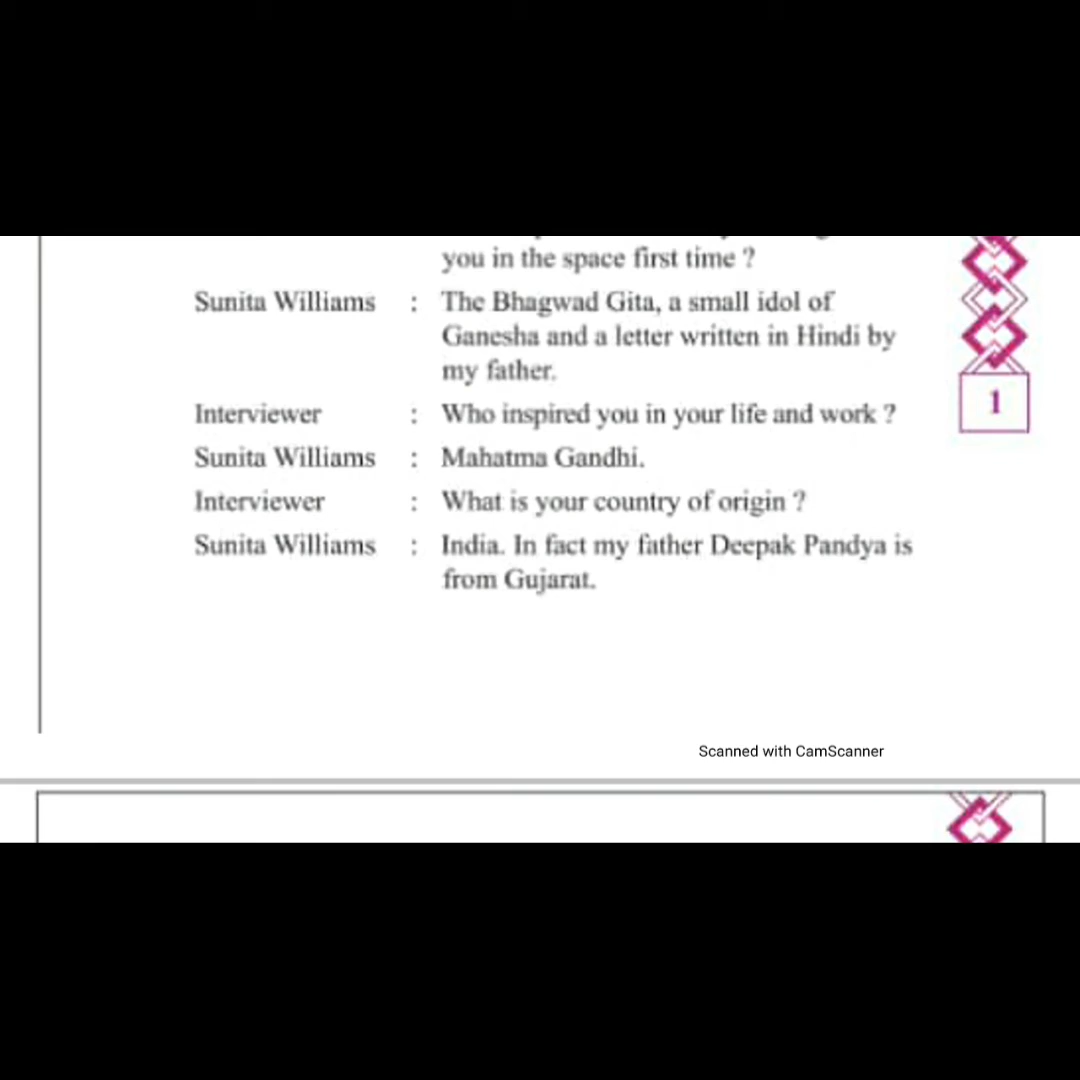 you in the space first time ?
Sunita Williams : The Bhagwad Gita, a small idol of
Ganesha and a letter written in Hindi by
my father.
Interviewer : Who inspired you in your life and work ?
1
Sunita Williams : Mahatma Gandhi.
Interviewer : What is your country of origin ?
Sunita Williams : India. In fact my father Deepak Pandya is
from Gujarat.
Scanned with CamScanner